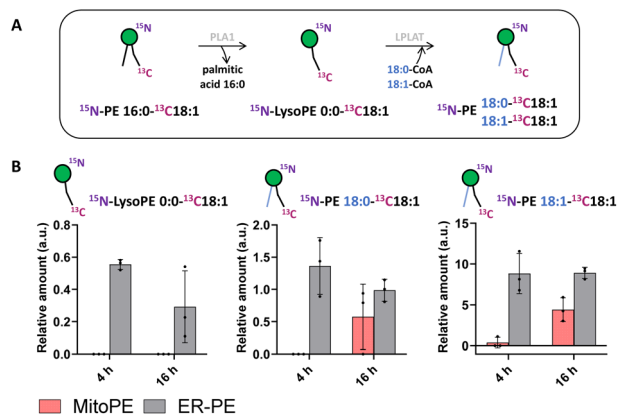 A
15N
13C
PLA1
palmitic
acid 16:0
15N
13C
LPLAT
18:0-CoA
18:1-CoA
15N
13C
15N-PE 16:0-13C18:1
15N-LysoPE 0:0-13C18:1
15N-PE 18:0-13C18:1
18:1-13C18:1
B
15N
13C
15N-LysoPE 0:0-13C18:1
15N
13C
15N-PE 18:0-13C18:1
15N
13C
15N-PE 18:1-13C18:1
Relative amount (a.u.)
0.6
0.4
0.2
0.0
4 h
16 h
Relative amount (a.u.)
2.0
1.5
1.0
0.5
0.0
4 h
16 h
Relative amount (a.u.)
15
10
5
0
4 h
16 h
MitoPE
ER-PE